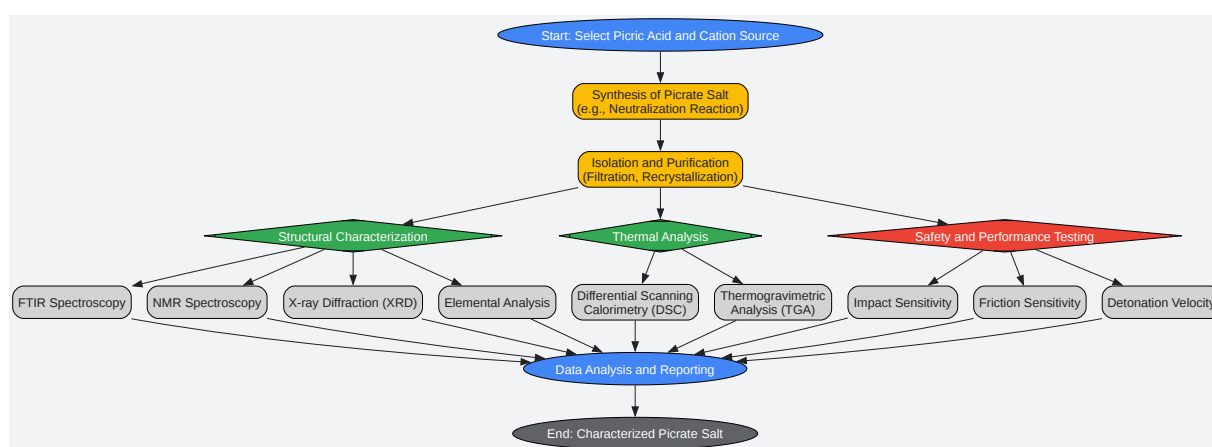 Start: Select Picric Acid and Cation Source
Synthesis of Picrate Salt
(e.g., Neutralization Reaction)
Isolation and Purification
(Filtration, Recrystallization)
Structural Characterization
Thermal Analysis
Safety and Performance Testing
FTIR Spectroscopy
NMR Spectroscopy
X-ray Diffraction (XRD)
Elemental Analysis
Differential Scanning
Calorimetry (DSC)
Thermogravimetric
Analysis (TGA)
Impact Sensitivity
Friction Sensitivity
Detonation Velocity
Data Analysis and Reporting
End: Characterized Picrate Salt